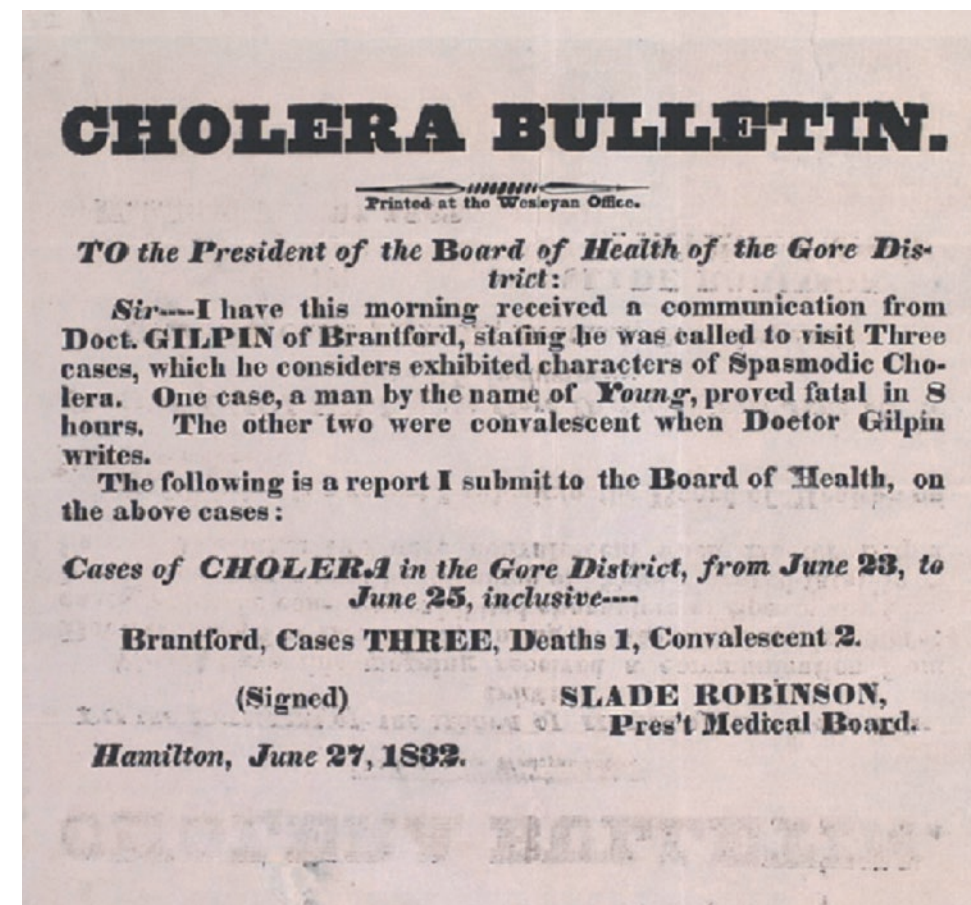 CHOLERA BULLETIN.
Printed at the Wesleyan Office.
TO the President of the Board of Health of the Gore Dis-
trict:
Sir----I have this morning received a communication from
Doct. GILPIN of Brantford, stating he was called to visit Three
cases, which he considers exhibited characters of Spasmodic Cho-
lera. One case, a man by the name of Young, proved fatal in 8
hours. The other two were convalescent when Doctor Gilpin
writes.
The following is a report I submit to the Board of Health, on
the above cases:
Cases of CHOLERA in the Gore District, from June 23, to
June 25, inclusive----
Brantford, Cases THREE, Deaths 1, Convalescent 2.
(Signed) SLADE ROBINSON,
Pres't Medical Board.
Hamilton, June 27, 1832.